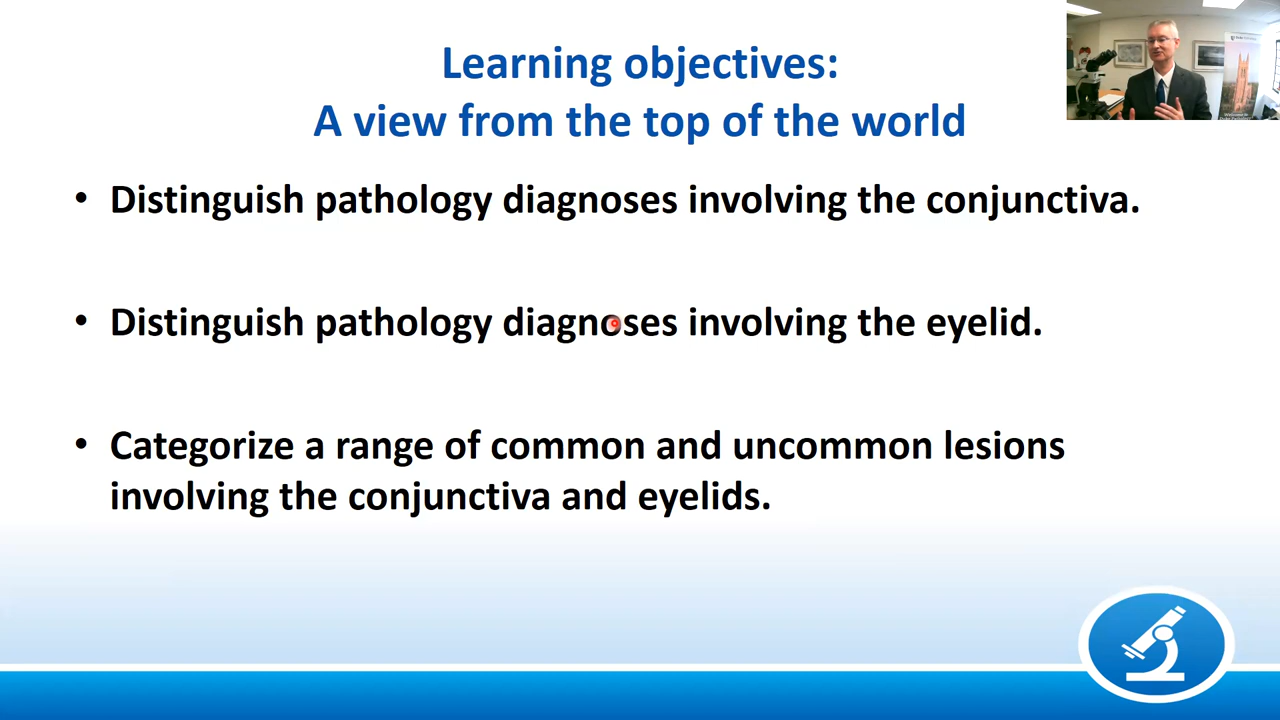 Learning objectives:
A view from the top of the world
• Distinguish pathology diagnoses involving the conjunctiva.
• Distinguish pathology diagnoses involving the eyelid.
• Categorize a range of common and uncommon lesions
involving the conjunctiva and eyelids.